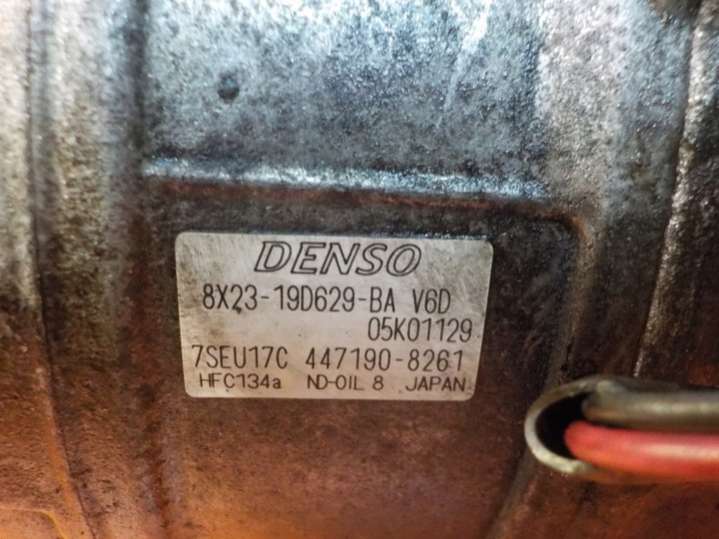 DENSO
8X23-19D629-BA V6D
05K01129
7SEU17C 447190-8261
HFC134a ND-OIL 8 JAPAN